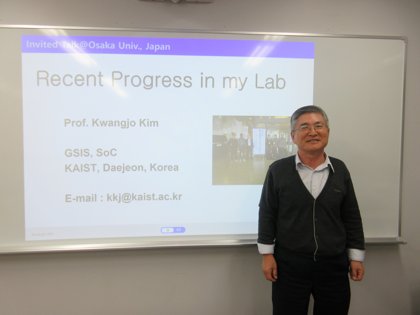 Invited Talk@Osaka Univ., Japan
Recent Progress in my Lab
Prof. Kwangjo Kim
GSIS, SoC
KAIST, Daejeon, Korea
E-mail : kkj@kaist.ac.kr